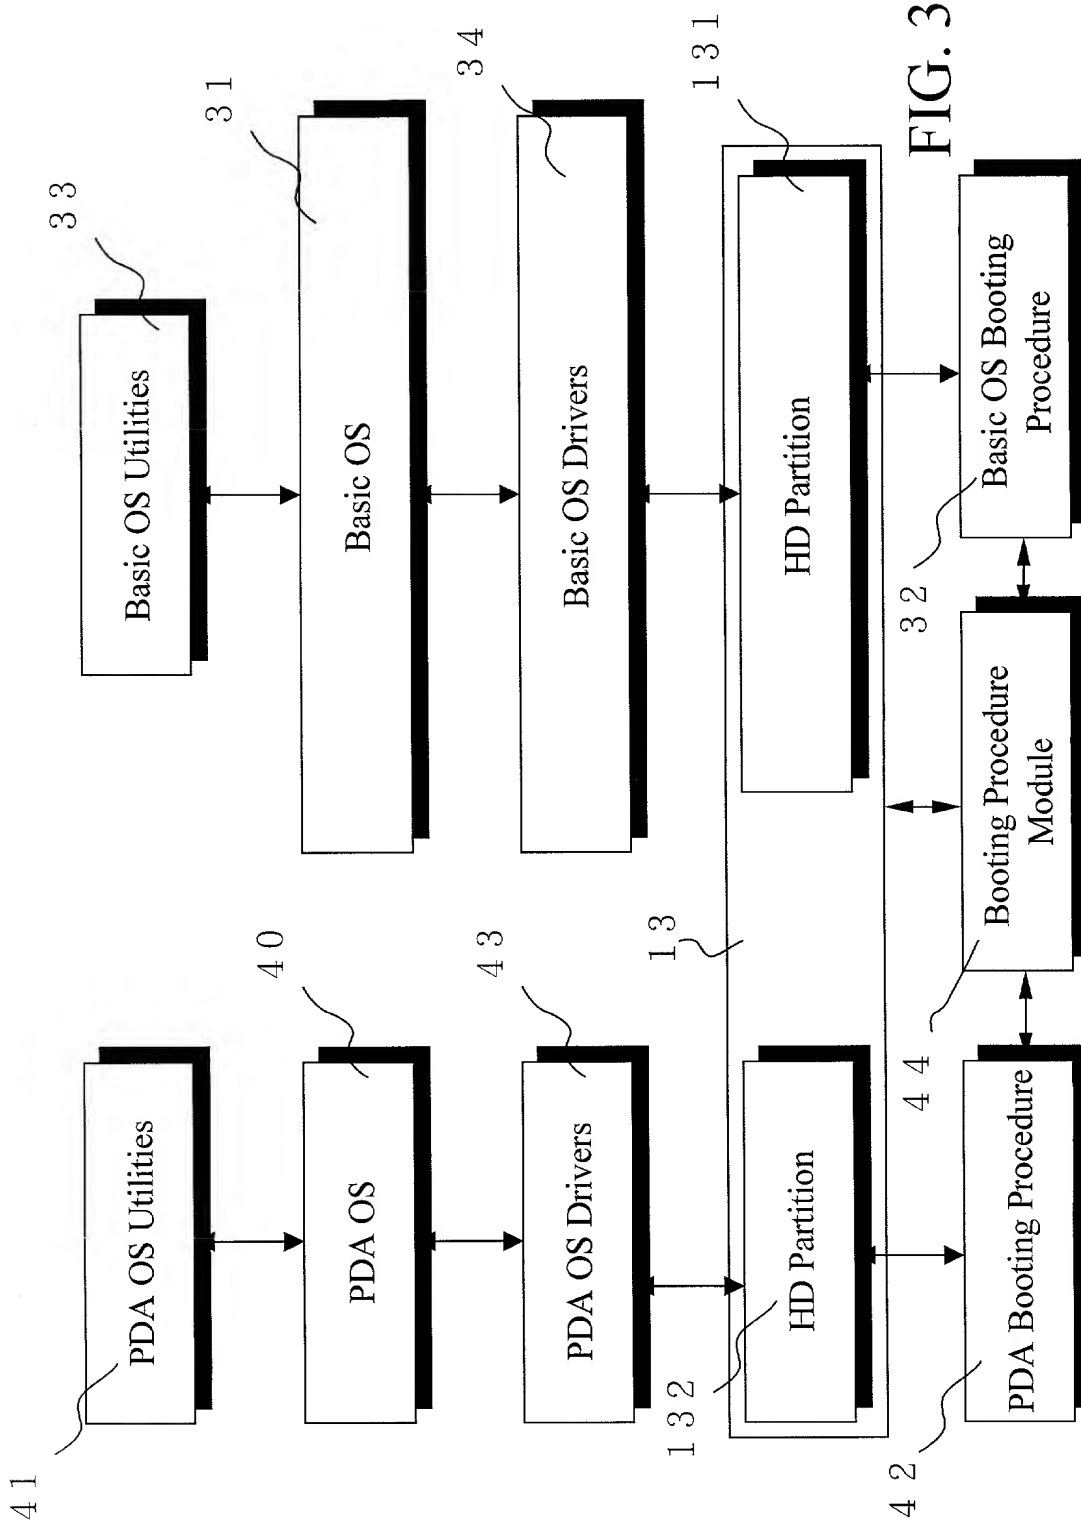 41
PDA OS Utilities
33
Basic OS Utilities
40
PDA OS
31
Basic OS
43
PDA OS Drivers
34
Basic OS Drivers
132
HD Partition
13
131
HD Partition
42
PDA Booting Procedure
44
Booting Procedure
Module
32
Basic OS Booting
Procedure
FIG. 3